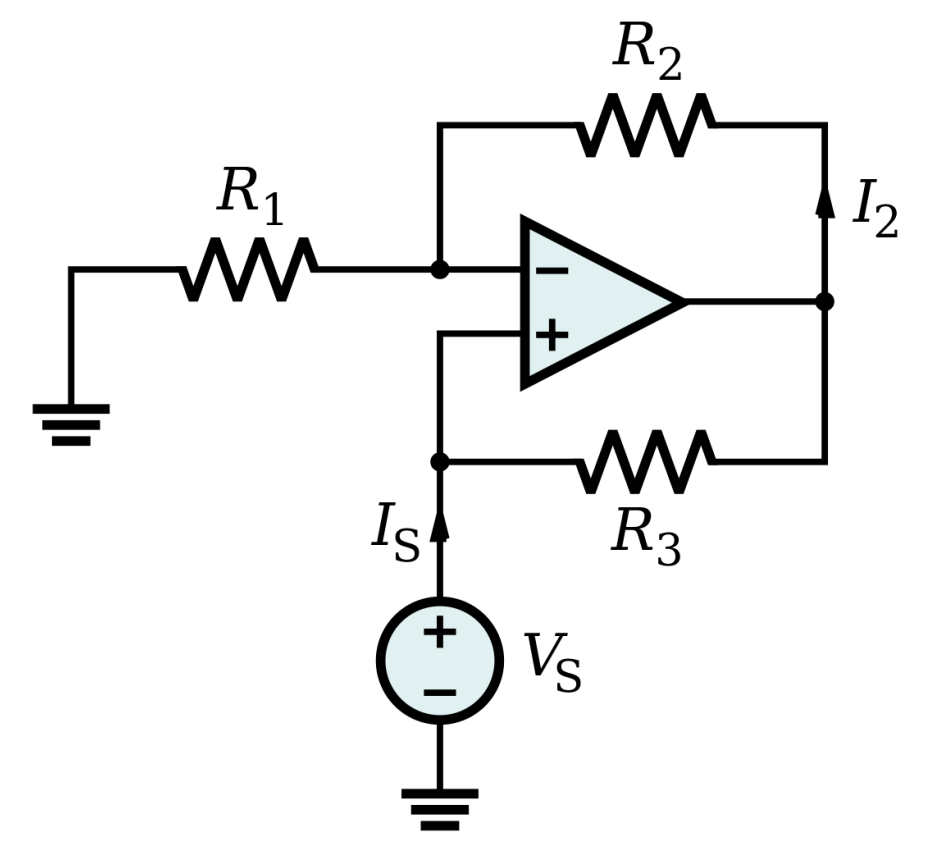 R2
R1
I2
−
+
IS
R3
+
VS
−